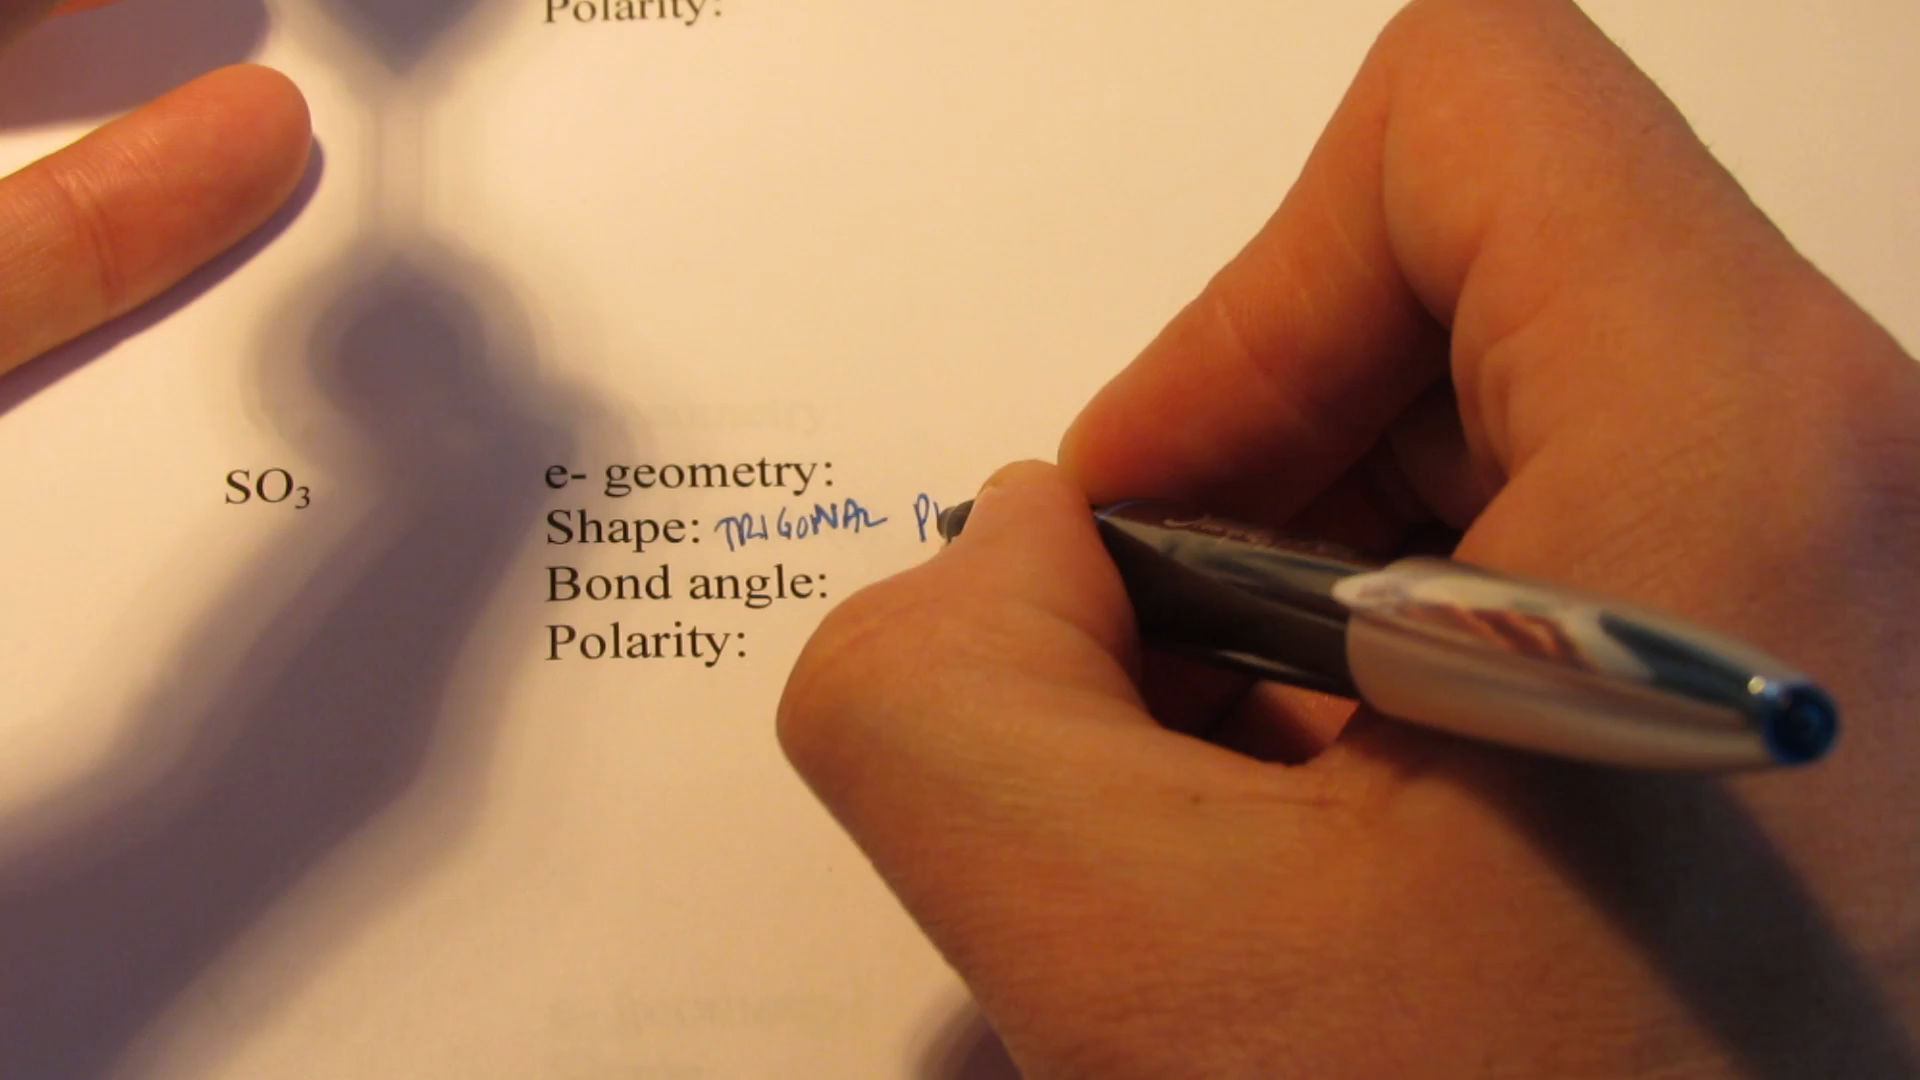 Polarity:
SO₃
e- geometry:
Shape: TRIGONAL
Bond angle:
Polarity: